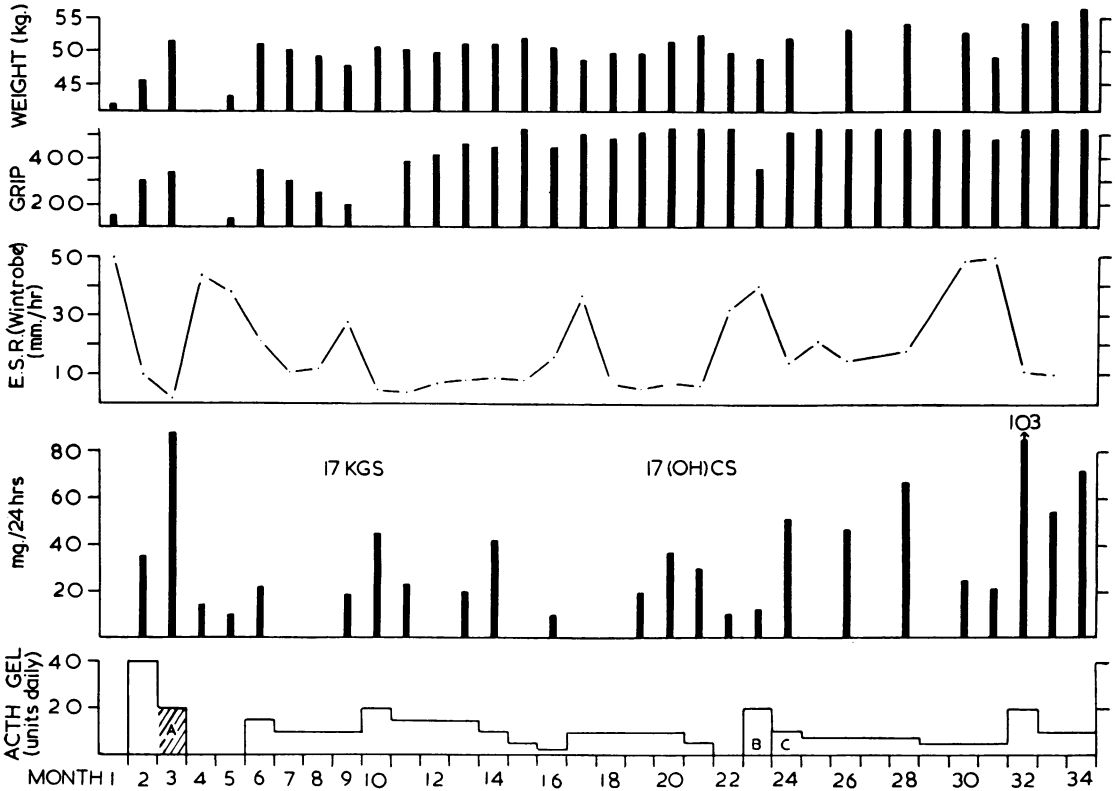 WEIGHT (kg.)
55
50
45
GRIP
400
200
E.S.R.(Wintrobe)
(mm./hr)
50
30
10
mg./24hrs
80
60
40
20
17 KGS
17(OH)CS
103
ACTH GEL
(units daily)
40
20
A
B
C
MONTH 1 2 3 4 5 6 7 8 9 10 12 14 16 18 20 22 24 26 28 30 32 34